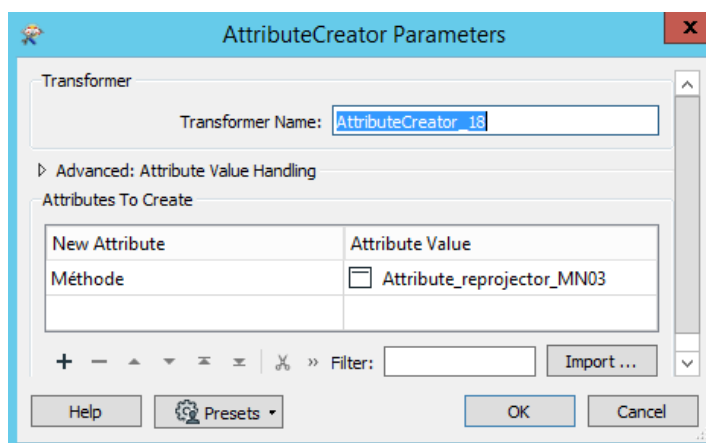 AttributeCreator Parameters
x
Transformer
Transformer Name: AttributeCreator_18
Advanced: Attribute Value Handling
Attributes To Create
New Attribute Attribute Value
Méthode Attribute_reprojector_MN03
» Filter: Import ...
Help Presets OK Cancel